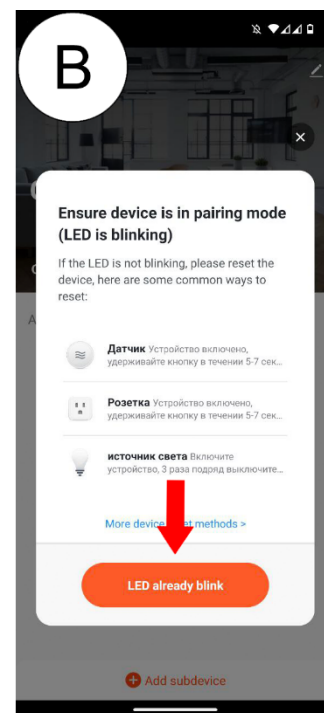 B
Ensure device is in pairing mode
(LED is blinking)
If the LED is not blinking, please reset the
device, here are some common ways to
reset:
Датчик Устройство включено,
удерживайте кнопку в течении 5-7 сек...
Розетка Устройство включено,
удерживайте кнопку в течении 5-7 сек...
источник света Включите
устройство, 3 раза подряд выключите...
More device methods >
LED already blink
Add subdevice